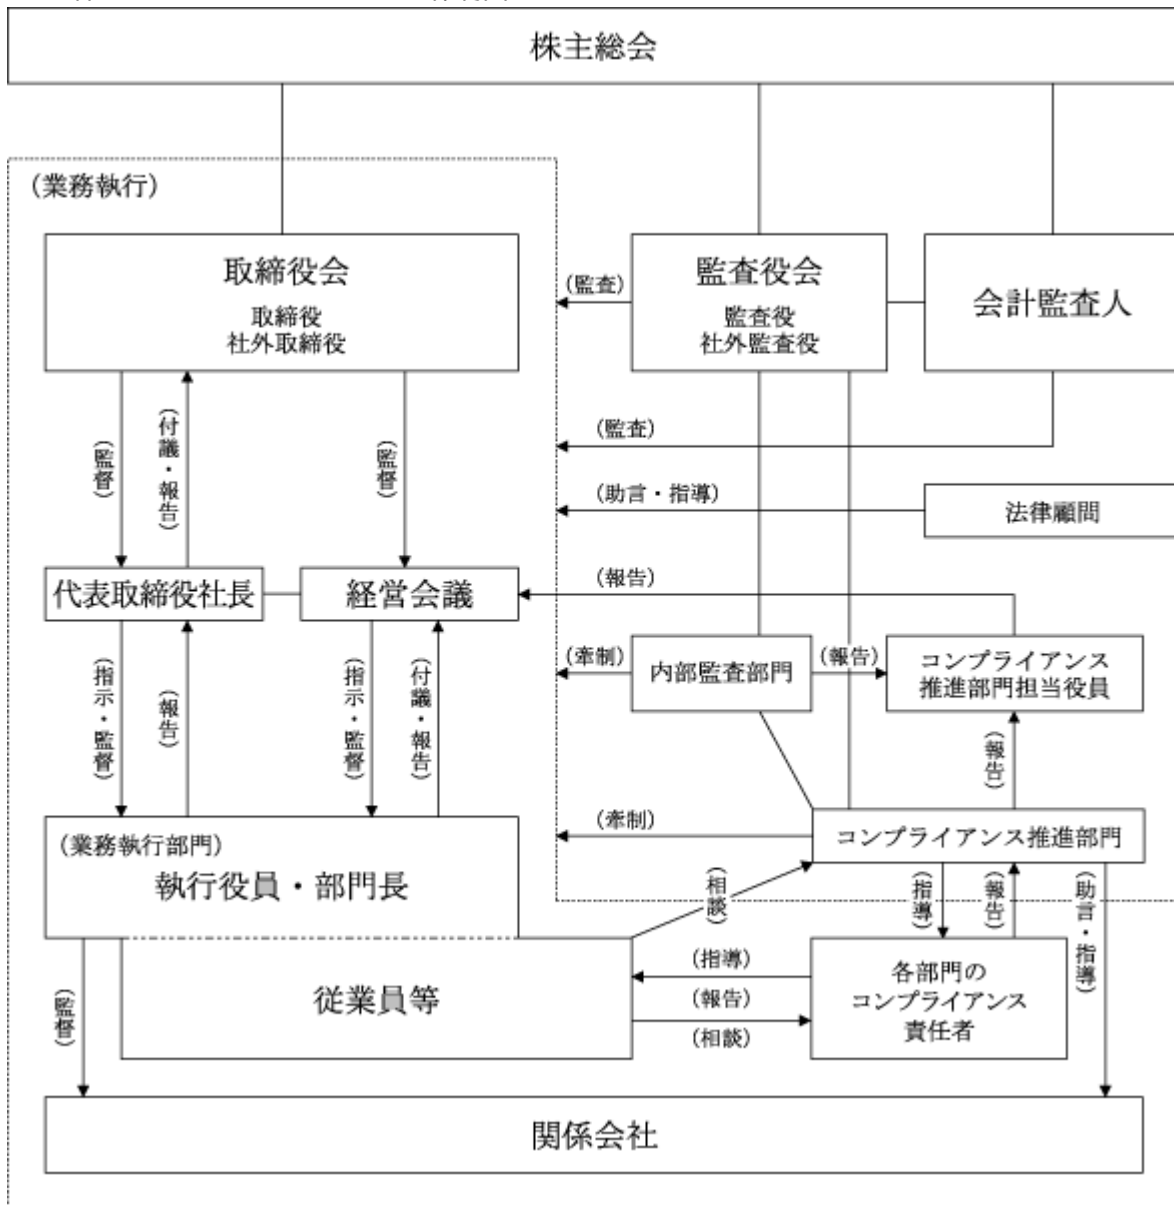 株主総会
（業務執行）
取締役会
取締役
社外取締役
（監査）
監査役会
監査役
社外監査役
会計監査人
（監督）
（付議・報告）
（監督）
（監査）
（助言・指導）
法律顧問
代表取締役社長
経営会議
（報告）
（牽制）
内部監査部門
（報告）
コンプライアンス
推進部門担当役員
（指示・監督）
（報告）
（指示・監督）
（付議・報告）
（報告）
（牽制）
コンプライアンス推進部門
（業務執行部門）
執行役員・部門長
（相談）
（指導）
（報告）
（助言・指導）
従業員等
（指導）
（報告）
（相談）
各部門の
コンプライアンス
責任者
（監督）
関係会社